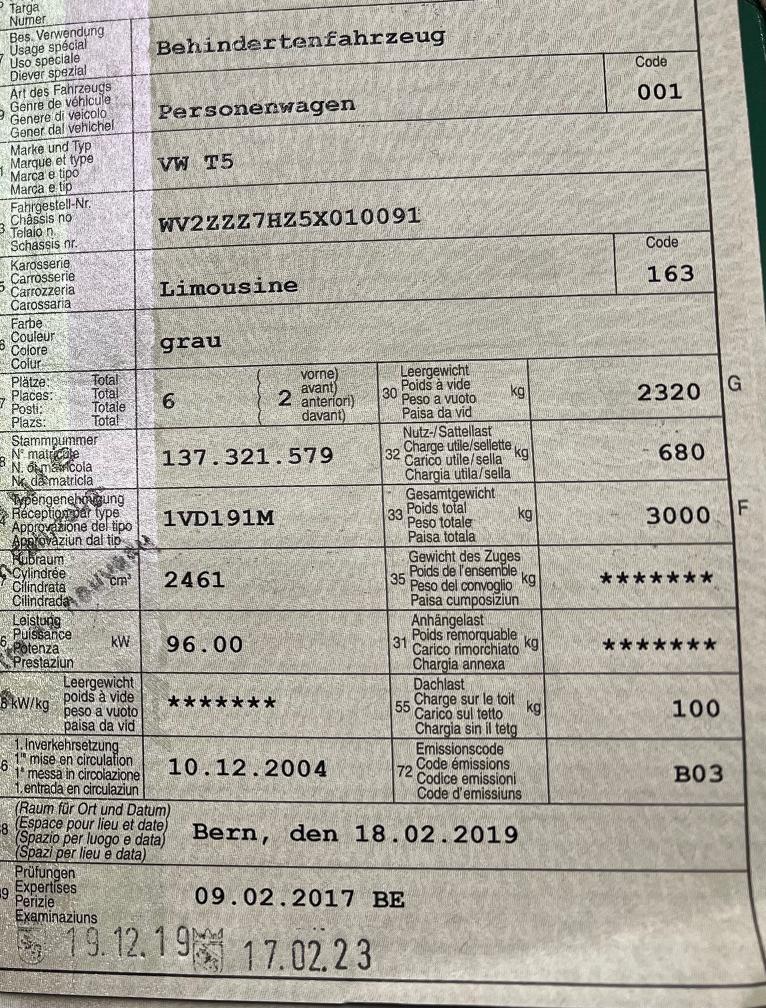 Targa
Numer
Bes. Verwendung
Usage spécial
Uso speciale
Diever spezial
Behindertenfahrzeug
Art des Fahrzeugs
Genre de véhicule
Genere di veicolo
Gener dal vehichel
Personenwagen
Code
001
Marke und Typ
Marque et type
Marca e tipo
Marca e tip
VW T5
Fahrgestell-Nr.
Châssis no
Telaio n.
Schassis nr.
WV2ZZZ7HZ5X010091
Karosserie
Carrosserie
Carrozzeria
Carossaria
Limousine
Code
163
Farbe
Couleur
Colore
Colur
grau
Plätze: Total
Places: Total
Posti: Totale
Plazs: Total
6
2
vorne)
avant)
anteriori)
davant)
30 Leergewicht
Poids à vide kg
Peso a vuoto
Paisa da vid
2320
G
Stammnummer
N° matricule
N. di matricola
Nr. da matricla
137.321.579
32 Nutz-/Sattellast
Charge utile/sellette kg
Carico utile/sella
Chargia utila/sella
680
Typengenehmigung
Réception par type
Approvazione del tipo
Approvaziun dal tip
1VD191M
33 Gesamtgewicht
Poids total kg
Peso totale
Paisa totala
3000
F
Hubraum
Cylindrée cm³
Cilindrata
Cilindrada
2461
35 Gewicht des Zuges
Poids de l'ensemble kg
Peso del convoglio
Paisa cumposiziun
*******
Leistung
Puissance kW
Potenza
Prestaziun
96.00
31 Anhängelast
Poids remorquable kg
Carico rimorchiato
Chargia annexa
*******
kW/kg
Leergewicht
poids à vide
peso a vuoto
paisa da vid
*******
55 Dachlast
Charge sur le toit kg
Carico sul tetto
Chargia sin il tetg
100
1. Inverkehrsetzung
1re mise en circulation
1a messa in circolazione
1. entrada en circulaziun
10.12.2004
72 Emissionscode
Code émissions
Codice emissioni
Code d'emissiuns
B03
(Raum für Ort und Datum)
(Espace pour lieu et date)
(Spazio per luogo e data)
(Spazi per lieu e data)
Bern, den 18.02.2019
Prüfungen
Expertises
Perizie
Examinaziuns
09.02.2017 BE
19.12.19
17.02.23